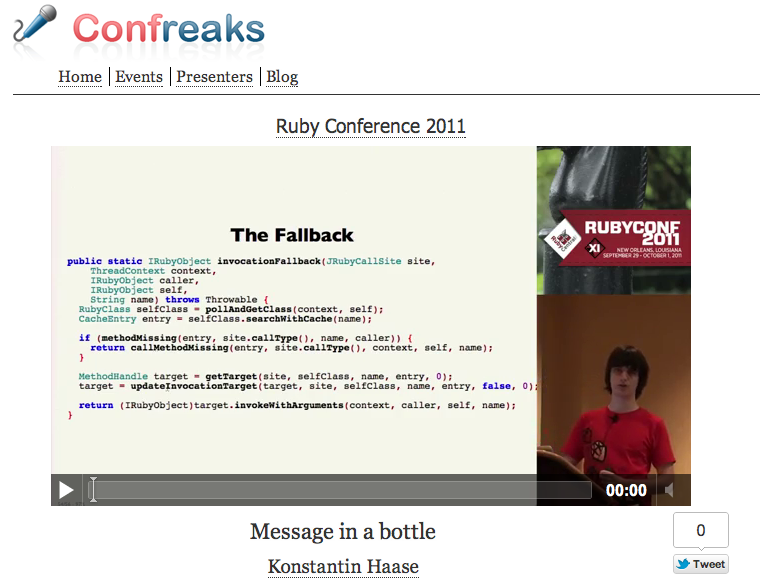 Confreaks
Home Events Presenters Blog
Ruby Conference 2011
The Fallback
public static IRubyObject invocationFallback(JRubyCallSite site,
ThreadContext context,
IRubyObject caller,
IRubyObject self,
String name) throws Throwable {
RubyClass selfClass = pollAndGetClass(context, self);
CacheEntry entry = selfClass.searchWithCache(name);
if (methodMissing(entry, site.callType(), name, caller)) {
return callMethodMissing(entry, site.callType(), context, self, name);
}
MethodHandle target = getTarget(site, selfClass, name, entry, 0);
target = updateInvocationTarget(target, site, selfClass, name, entry, false, 0);
return (IRubyObject)target.invokeWithArguments(context, caller, self, name);
}
RubyCentral
XI
RUBYCONF
2011
NEW ORLEANS, LOUISIANA
SEPTEMBER 29 - OCTOBER 1, 2011
00:00
Message in a bottle
Konstantin Haase
0
Tweet